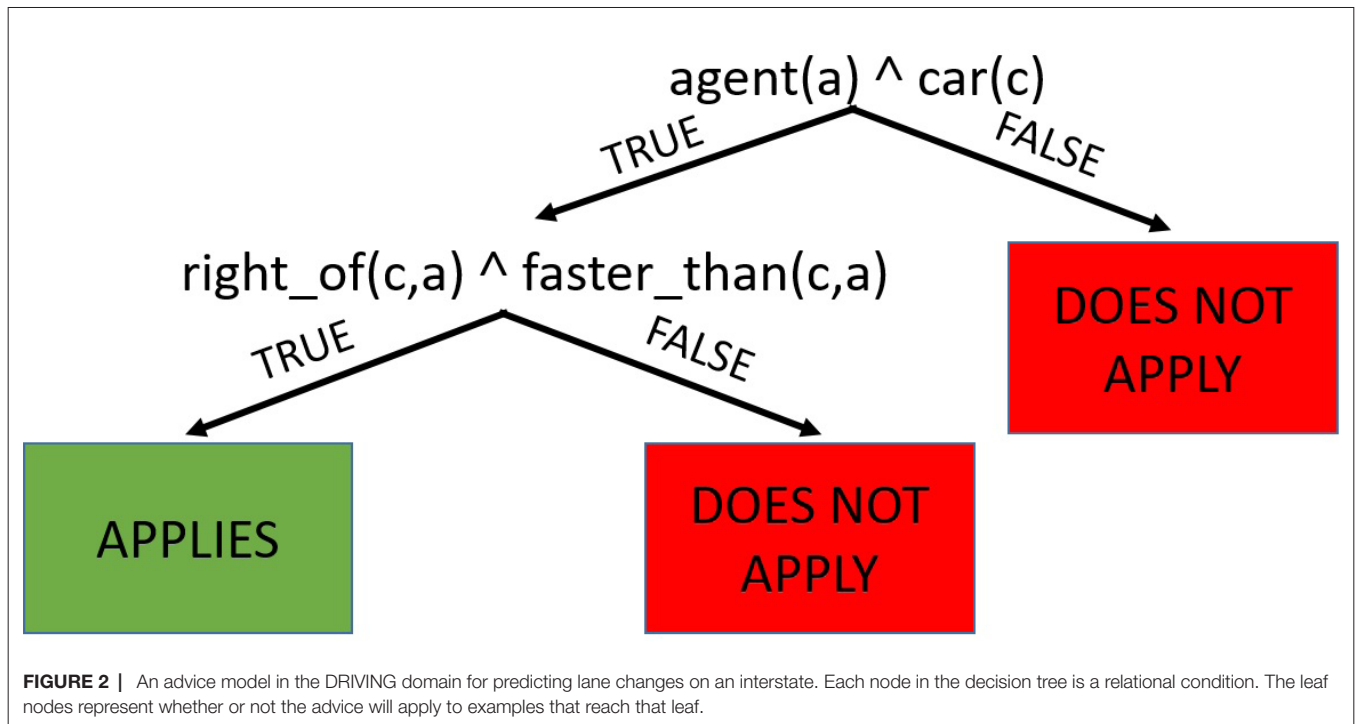 agent(a) ^ car(c)
TRUE
FALSE
right_of(c,a) ^ faster_than(c,a)
DOES NOT
APPLY
TRUE
FALSE
APPLIES
DOES NOT
APPLY
FIGURE 2 | An advice model in the DRIVING domain for predicting lane changes on an interstate. Each node in the decision tree is a relational condition. The leaf
nodes represent whether or not the advice will apply to examples that reach that leaf.